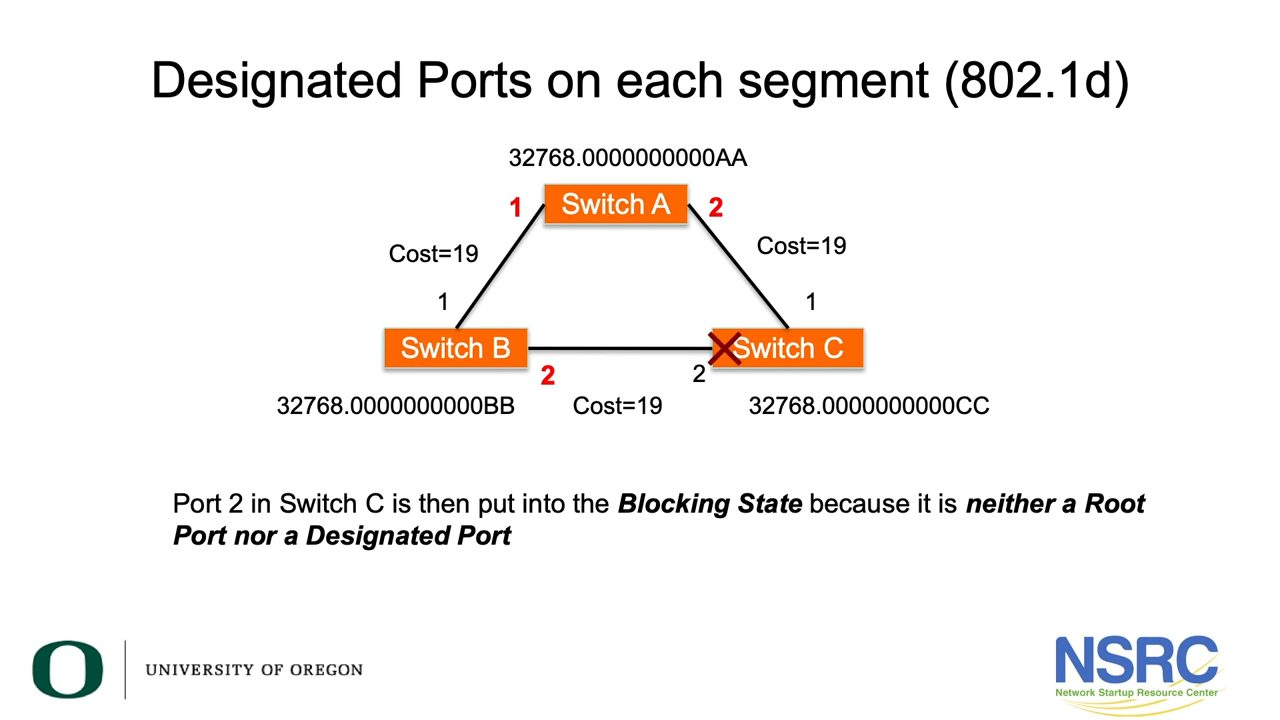 Designated Ports on each segment (802.1d)
32768.0000000000AA
1 Switch A 2
Cost=19 Cost=19
1 1
Switch B Switch C
2 2
32768.0000000000BB Cost=19 32768.0000000000CC
Port 2 in Switch C is then put into the Blocking State because it is neither a Root
Port nor a Designated Port
O UNIVERSITY OF OREGON
NSRC
Network Startup Resource Center